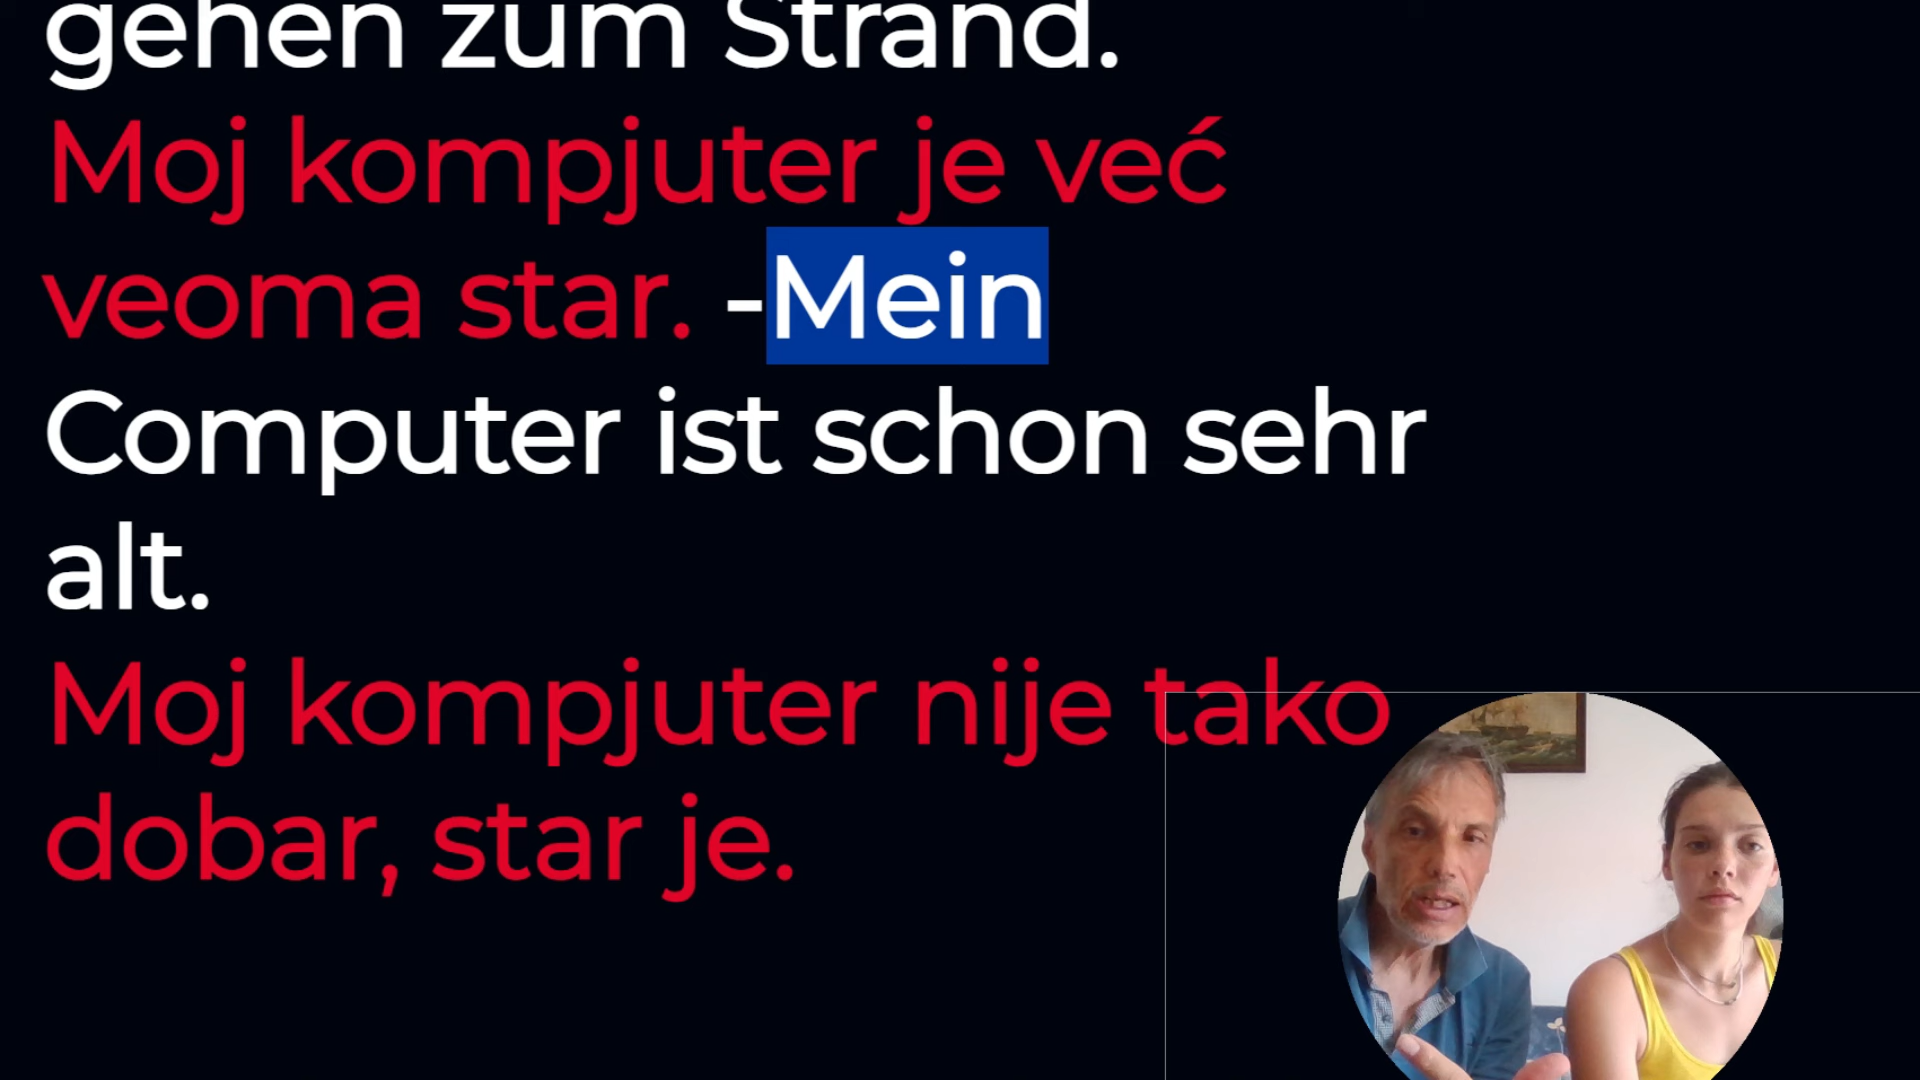 gehen zum Strand.
Moj kompjuter je već
veoma star. -Mein
Computer ist schon sehr
alt.
Moj kompjuter nije tako
dobar, star je.